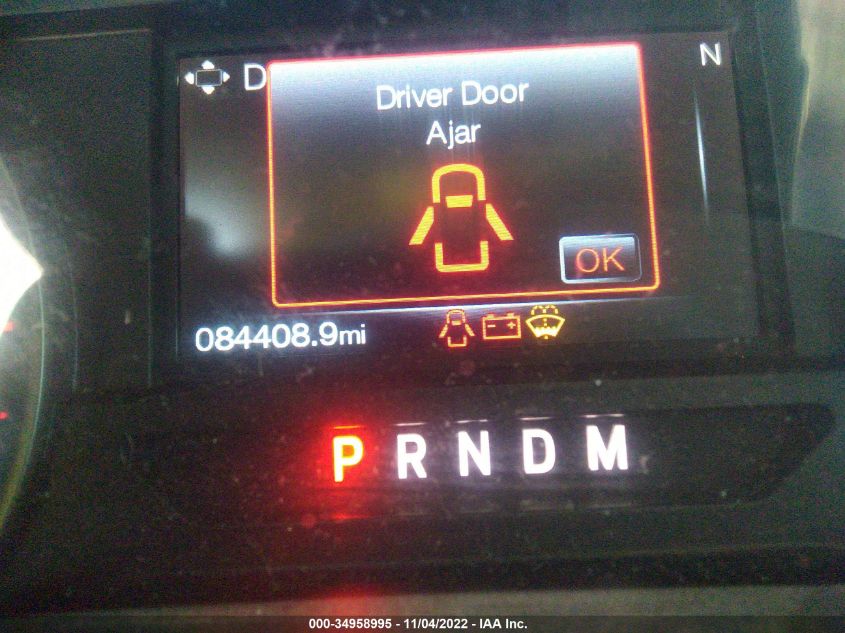 D
N
Driver Door
Ajar
OK
084408.9mi
P R N D M
000-34958995 - 11/04/2022 - IAA Inc.